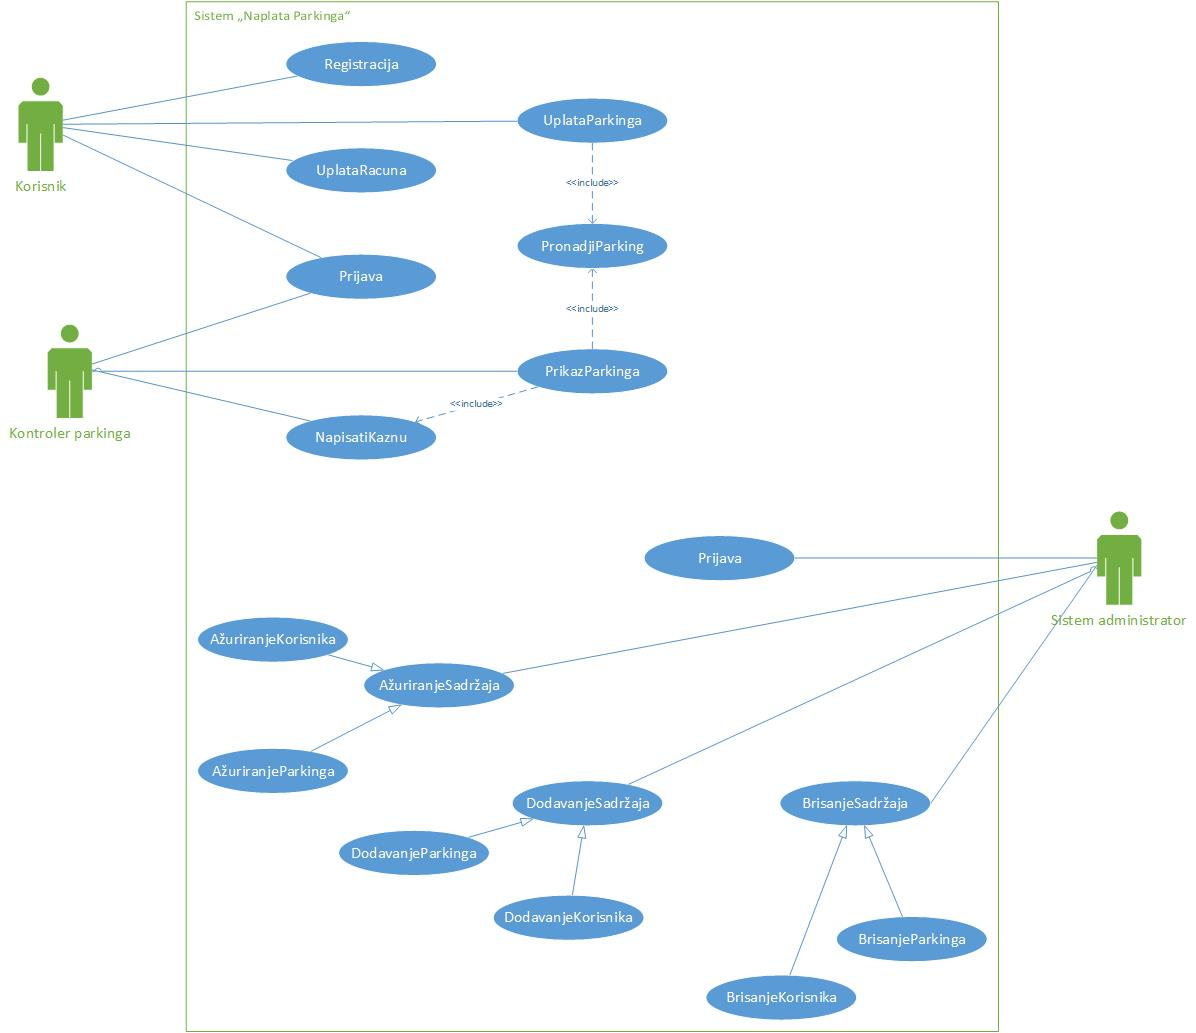 Sistem „Naplata Parkinga“
Registracija
UplataParkinga
UplataRacuna
<<include>>
Korisnik
PronadjiParking
Prijava
<<include>>
PrikazParkinga
<<include>>
Kontroler parkinga
NapisatiKaznu
Prijava
Sistem administrator
AžuriranjeKorisnika
AžuriranjeSadržaja
AžuriranjeParkinga
DodavanjeSadržaja
BrisanjeSadržaja
DodavanjeParkinga
DodavanjeKorisnika
BrisanjeParkinga
BrisanjeKorisnika